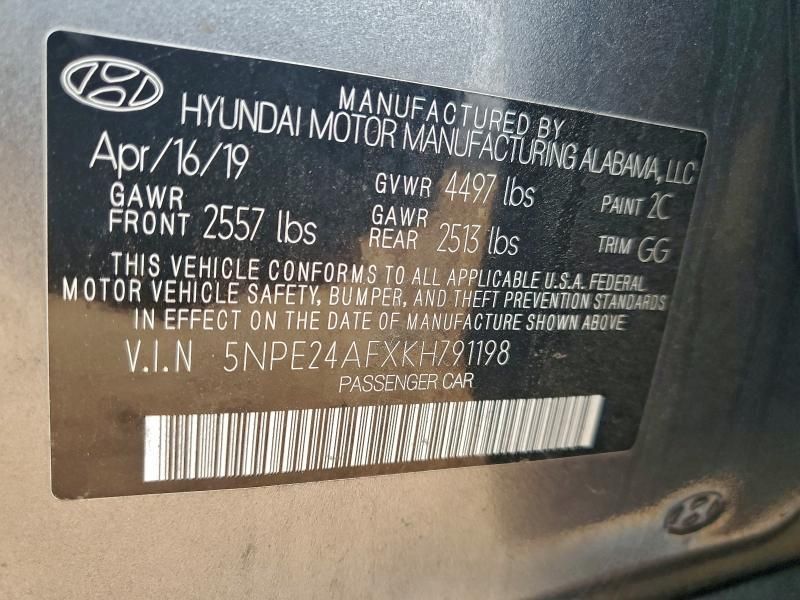 MANUFACTURED BY
HYUNDAI MOTOR MANUFACTURING ALABAMA, LLC
Apr/16/19
GVWR 4497 lbs
PAINT 2C
GAWR FRONT 2557 lbs
GAWR REAR 2513 lbs
TRIM GG
THIS VEHICLE CONFORMS TO ALL APPLICABLE U.S.A. FEDERAL
MOTOR VEHICLE SAFETY, BUMPER, AND THEFT PREVENTION STANDARDS
IN EFFECT ON THE DATE OF MANUFACTURE SHOWN ABOVE
V.I.N 5NPE24AFXKH791198
PASSENGER CAR